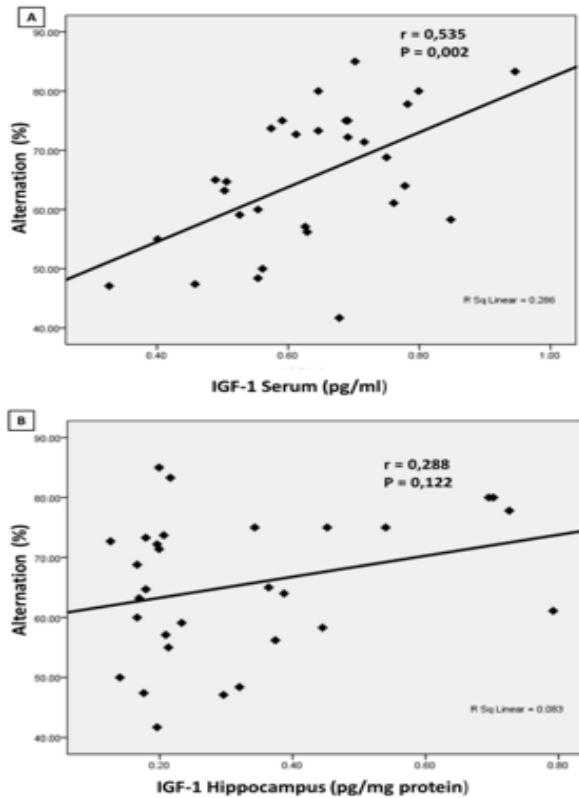 A
r = 0,535
P = 0,002
90.00
80.00
70.00
60.00
50.00
40.00
Alternation (%)
R Sq Linear = 0.286
0.40 0.60 0.80 1.00
IGF-1 Serum (pg/ml)
B
r = 0,288
P = 0,122
90.00
80.00
70.00
60.00
50.00
40.00
Alternation (%)
R Sq Linear = 0.083
0.20 0.40 0.60 0.80
IGF-1 Hippocampus (pg/mg protein)